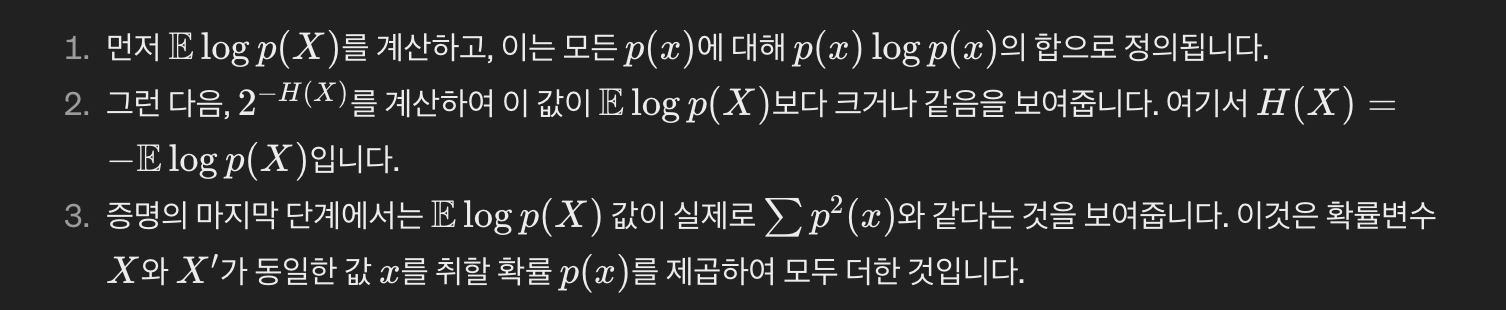 1. 먼저 𝔼 log p(X)를 계산하고, 이는 모든 p(x)에 대해 p(x) log p(x)의 합으로 정의됩니다.
2. 그런 다음, 2^{-H(X)}를 계산하여 이 값이 𝔼 log p(X)보다 크거나 같음을 보여줍니다. 여기서 H(X) =
−𝔼 log p(X)입니다.
3. 증명의 마지막 단계에서는 𝔼 log p(X) 값이 실제로 ∑ p²(x)와 같다는 것을 보여줍니다. 이것은 확률변수
X와 X′가 동일한 값 x를 취할 확률 p(x)를 제곱하여 모두 더한 것입니다.